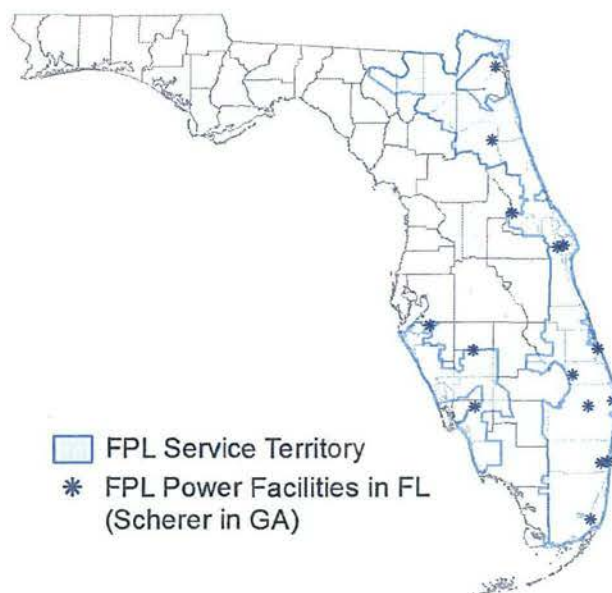 FPL Service Territory
FPL Power Facilities in FL
(Scherer in GA)